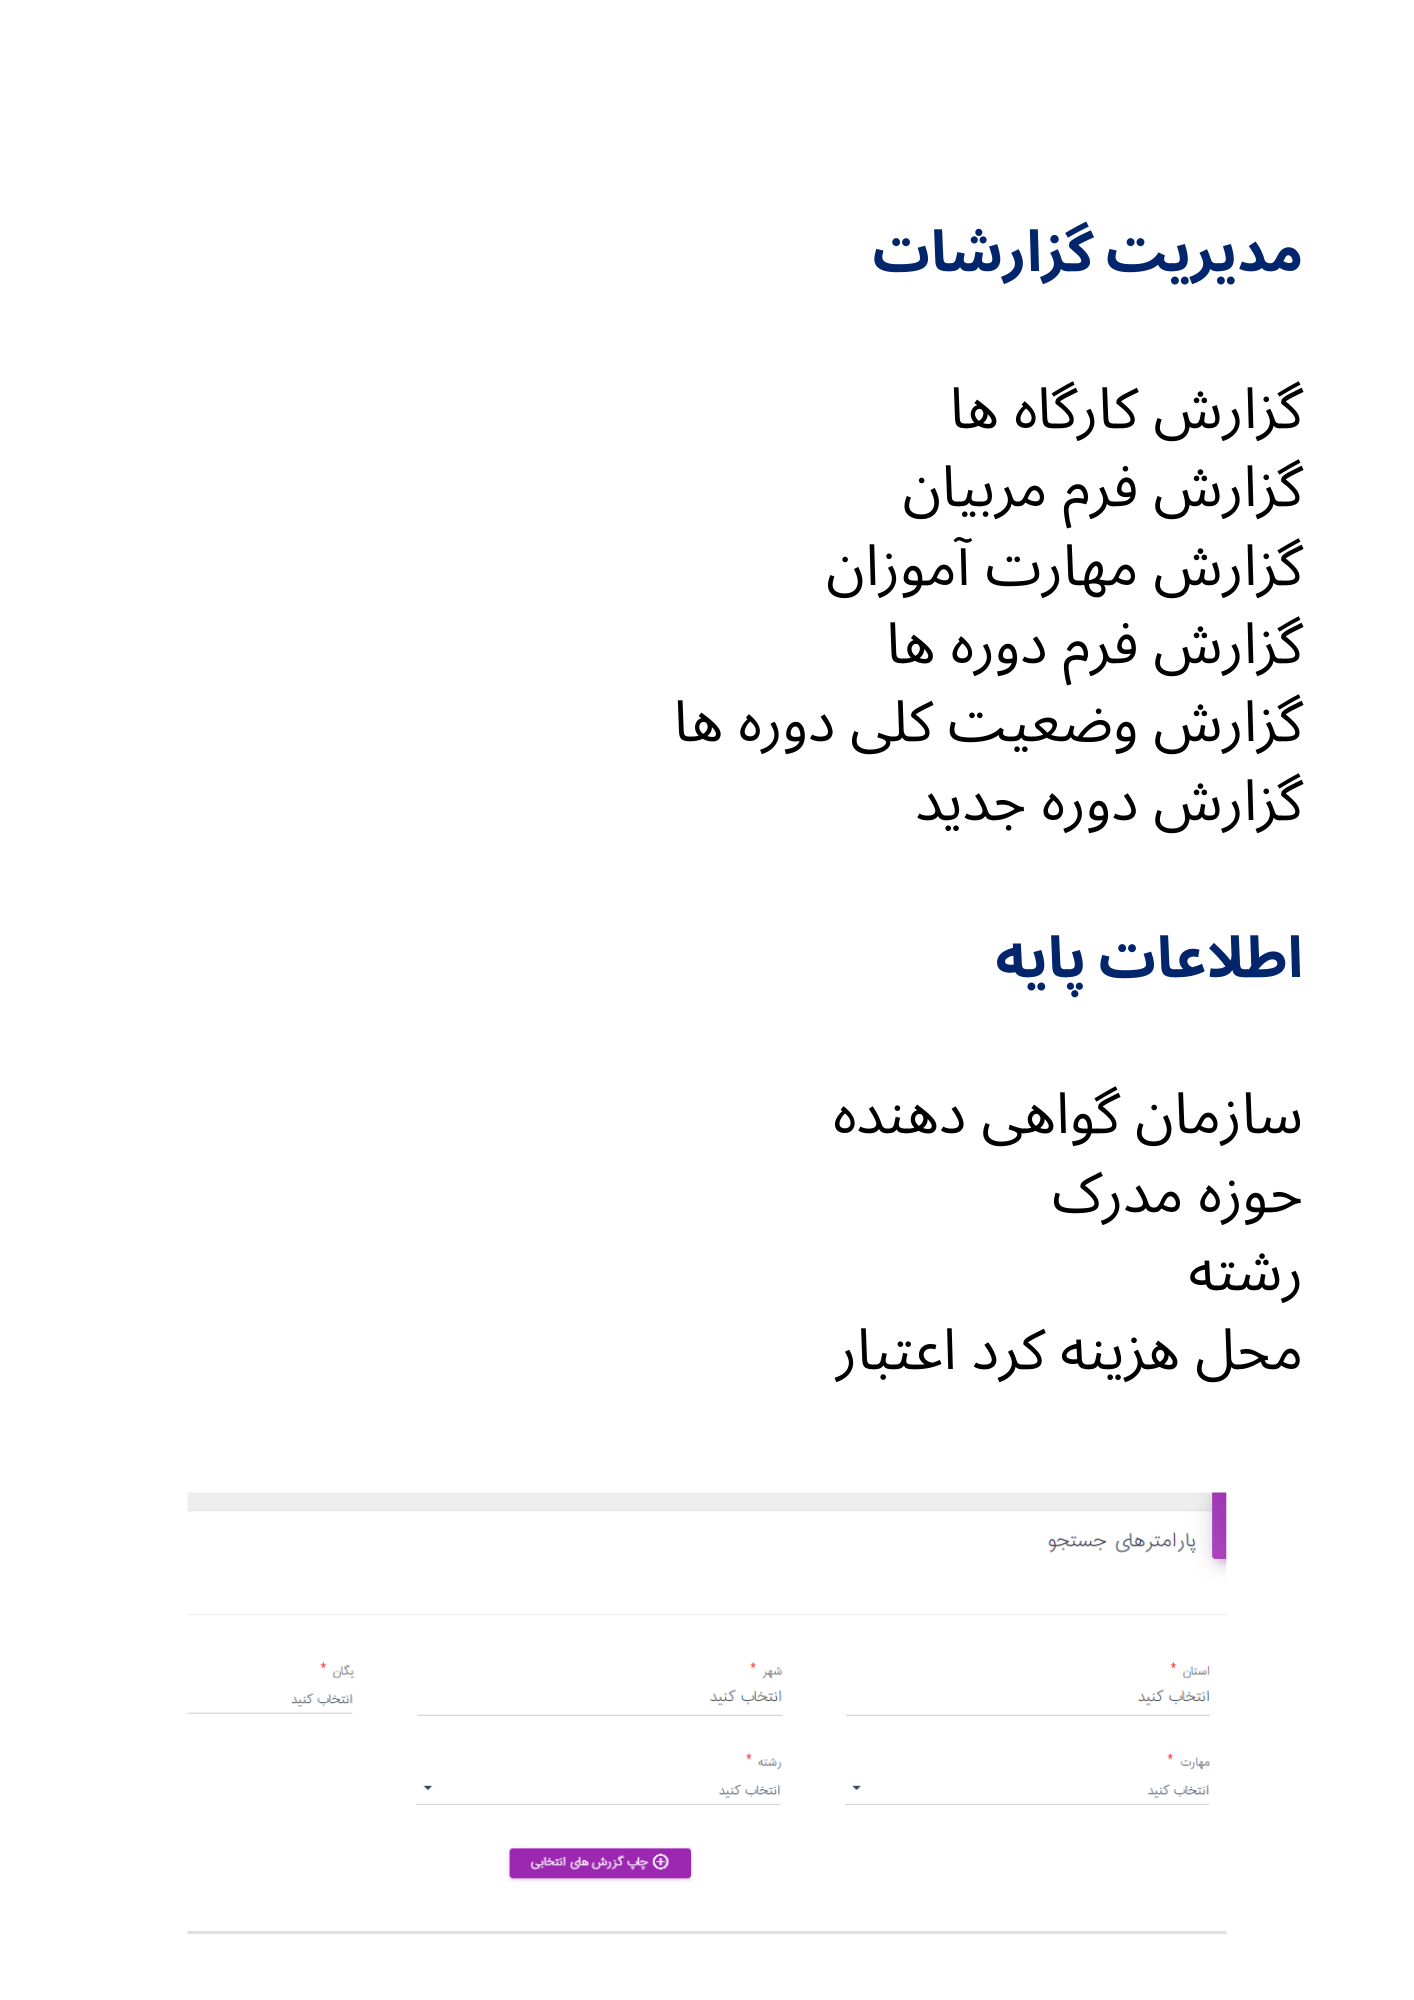 مدیریت گزارشات
گزارش کارگاه ها
گزارش فرم مربیان
گزارش مهارت آموزان
گزارش فرم دوره ها
گزارش وضعیت کلی دوره ها
گزارش دوره جدید
اطلاعات پایه
سازمان گواهی دهنده
حوزه مدرک
رشته
محل هزینه کرد اعتبار
پارامترهای جستجو
استان * شهر * یگان *
انتخاب کنید انتخاب کنید انتخاب کنید
مهارت * رشته *
انتخاب کنید انتخاب کنید
چاپ گزرش های انتخابی